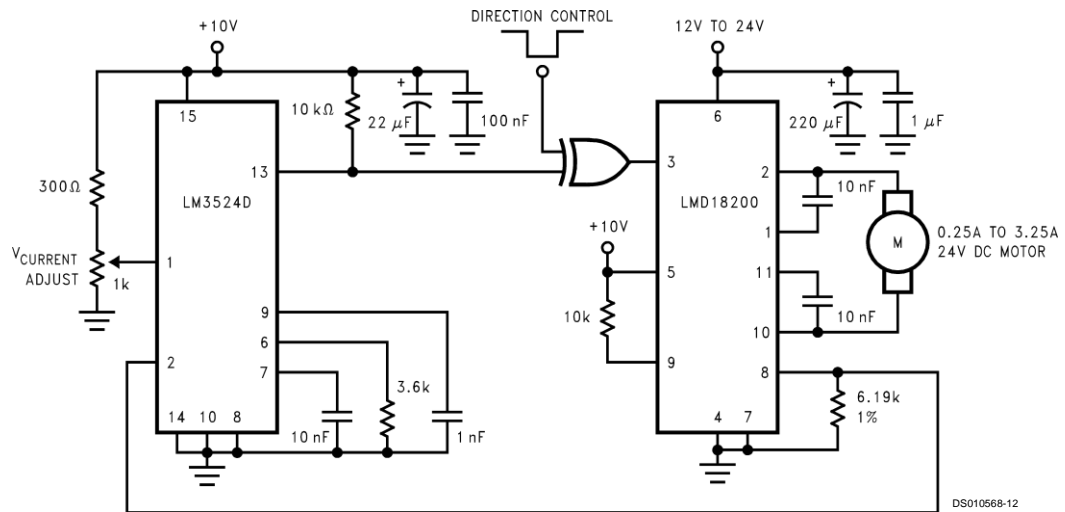 DIRECTION CONTROL
+10V
12V TO 24V
15
10 kΩ
+
22 µF
100 nF
6
+
220 µF
1 µF
13
3
2
10 nF
300Ω
LM3524D
LMD18200
1
M
0.25A TO 3.25A
24V DC MOTOR
+10V
VCURRENT
ADJUST
1k
1
5
11
10 nF
9
10k
10
6
2
7
3.6k
9
8
6.19k
1%
14
10
8
10 nF
1 nF
4
7
DS010568-12